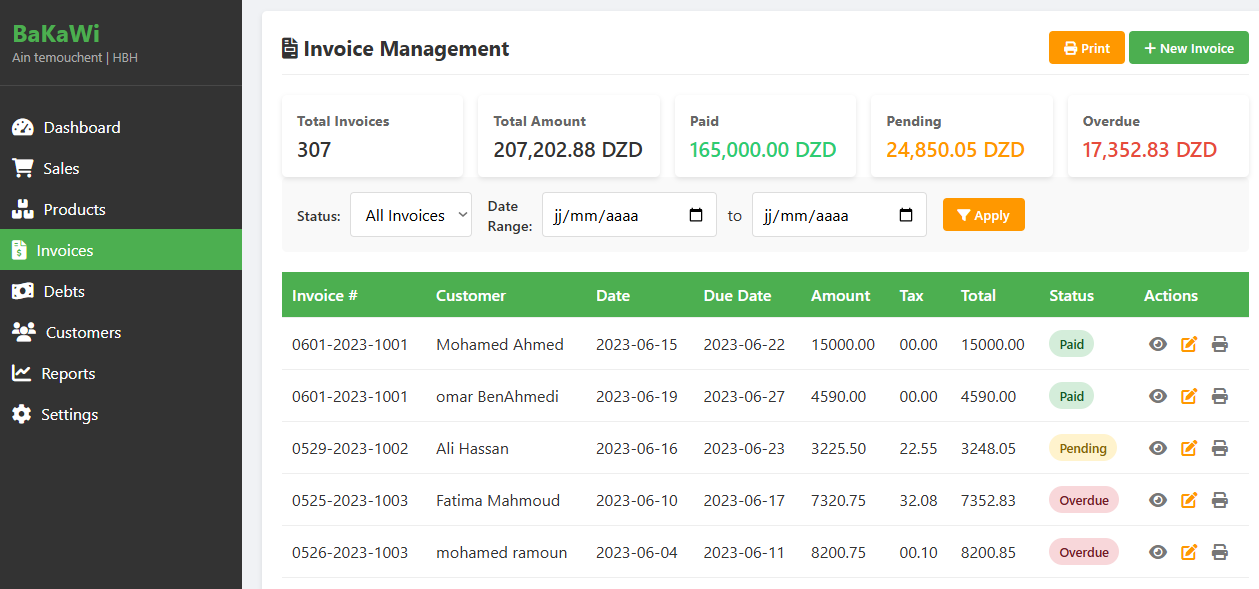 BaKaWi
Ain temouchent | HBH
Dashboard
Sales
Products
Invoices
Debts
Customers
Reports
Settings
Invoice Management
Print
+ New Invoice
Total Invoices
307
Total Amount
207,202.88 DZD
Paid
165,000.00 DZD
Pending
24,850.05 DZD
Overdue
17,352.83 DZD
Status: All Invoices Date Range: jj/mm/aaaa to jj/mm/aaaa Apply
Invoice # Customer Date Due Date Amount Tax Total Status Actions
0601-2023-1001 Mohamed Ahmed 2023-06-15 2023-06-22 15000.00 00.00 15000.00 Paid
0601-2023-1001 omar BenAhmedi 2023-06-19 2023-06-27 4590.00 00.00 4590.00 Paid
0529-2023-1002 Ali Hassan 2023-06-16 2023-06-23 3225.50 22.55 3248.05 Pending
0525-2023-1003 Fatima Mahmoud 2023-06-10 2023-06-17 7320.75 32.08 7352.83 Overdue
0526-2023-1003 mohamed ramoun 2023-06-04 2023-06-11 8200.75 00.10 8200.85 Overdue